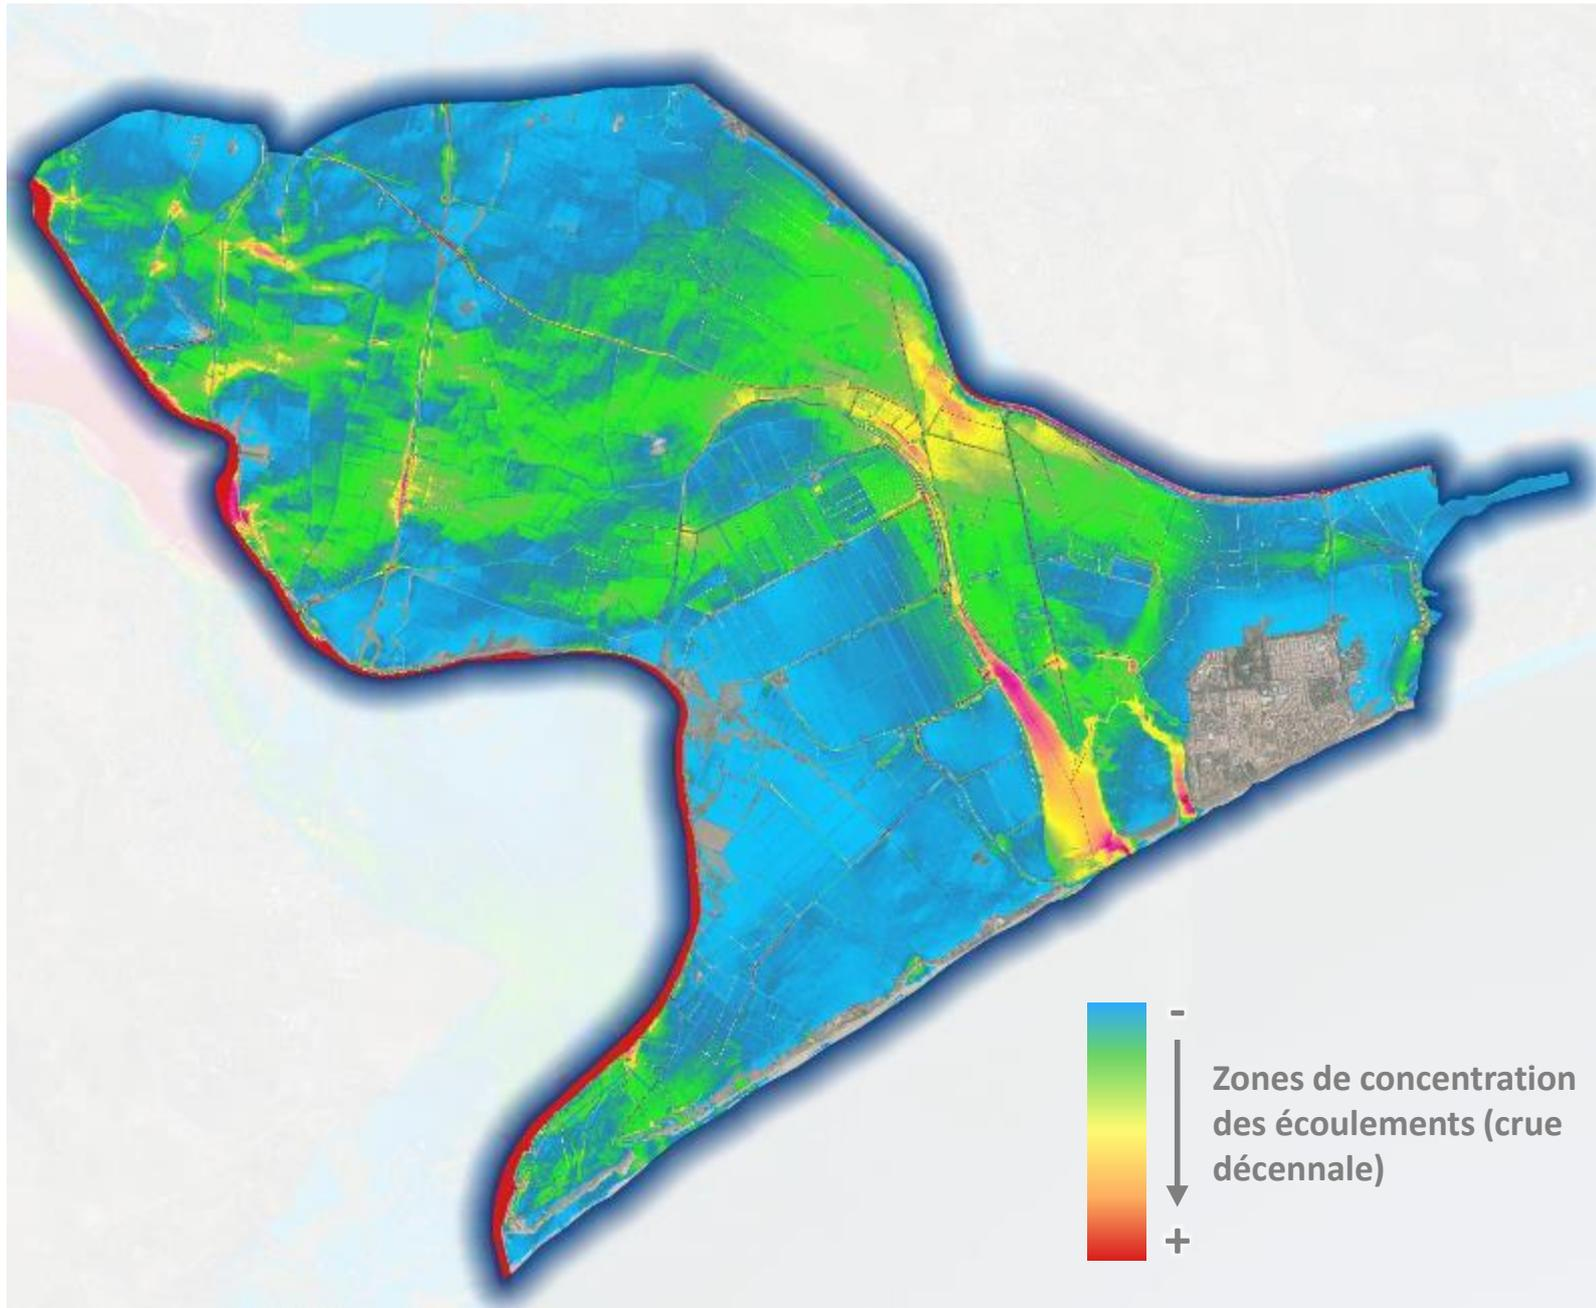 -
Zones de concentration
des écoulements (crue
décennale)
+